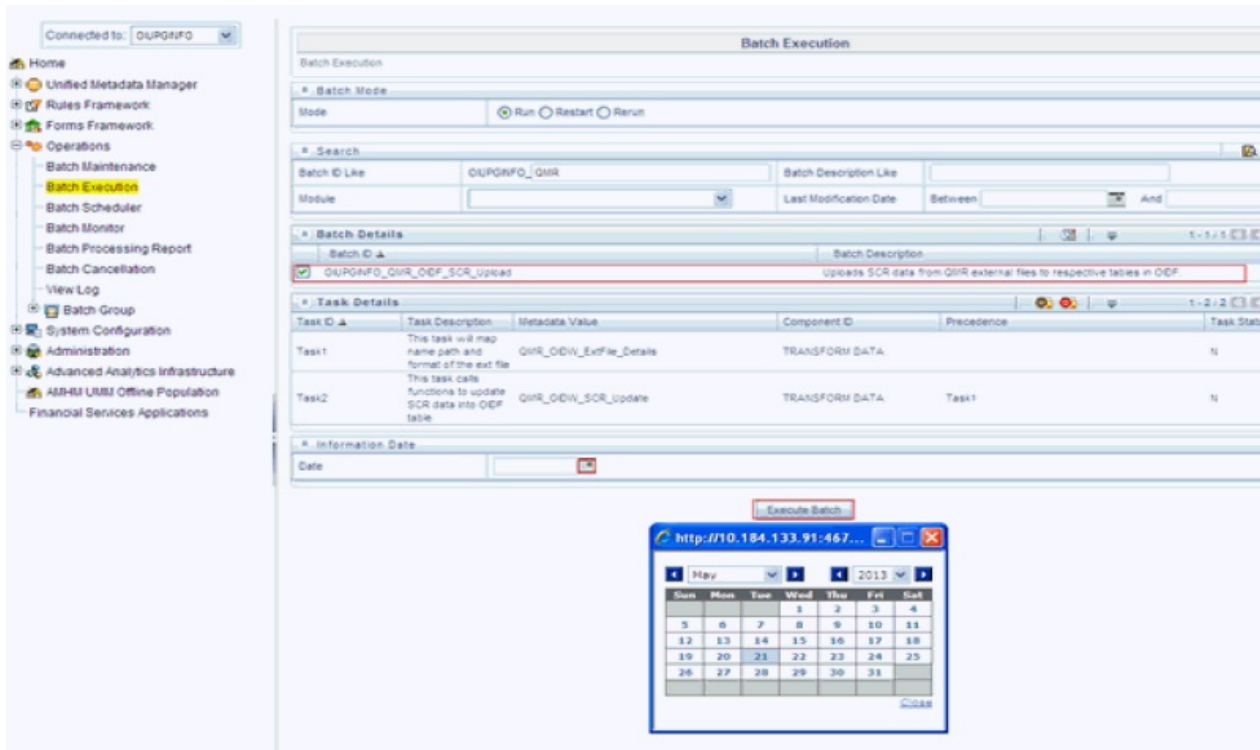 Connected to: OIUPGINFO
Home
Unified Metadata Manager
Rules Framework
Forms Framework
Operations
Batch Maintenance
Batch Execution
Batch Scheduler
Batch Monitor
Batch Processing Report
Batch Cancellation
View Log
Batch Group
System Configuration
Administration
Advanced Analytics Infrastructure
AMHM UMM Offline Population
Financial Services Applications
Batch Execution
Batch Execution
Batch Mode
Mode Run Restart Rerun
Search
Batch ID Like OIUPGINFO_ QMR Batch Description Like
Module Last Modification Date Between And
Batch Details 1-1 / 1
Batch ID Batch Description
OIUPGINFO_QMR_OIDF_SCR_Upload Uploads SCR data from QMR external files to respective tables in OIDF
Task Details 1-2 / 2
Task ID Task Description Metadata Value Component ID Precedence Task Stat
Task1 This task will map name path and format of the ext file QMR_OIDW_ExtFile_Details TRANSFORM DATA N
Task2 This task calls functions to update SCR data into OIDF table QMR_OIDW_SCR_Update TRANSFORM DATA Task1 N
Information Date
Date
Execute Batch
http://10.184.133.91:467...
May 2013
Sun Mon Tue Wed Thu Fri Sat
1 2 3 4
5 6 7 8 9 10 11
12 13 14 15 16 17 18
19 20 21 22 23 24 25
26 27 28 29 30 31
Close